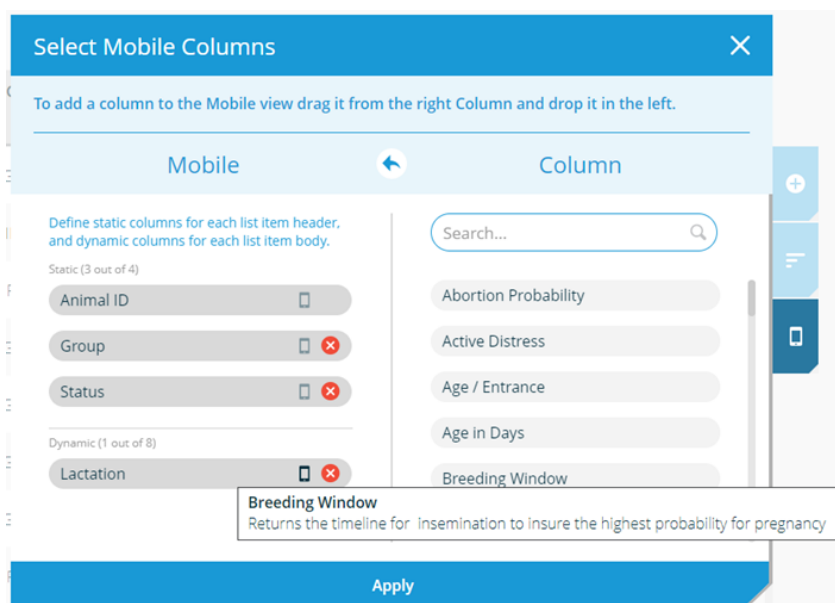 Select Mobile Columns
To add a column to the Mobile view drag it from the right Column and drop it in the left.
Mobile
Column
Define static columns for each list item header,
and dynamic columns for each list item body.
Static (3 out of 4)
Animal ID
Group
Status
Dynamic (1 out of 8)
Lactation
Search...
Abortion Probability
Active Distress
Age / Entrance
Age in Days
Breeding Window
Breeding Window
Returns the timeline for insemination to insure the highest probability for pregnancy
Apply